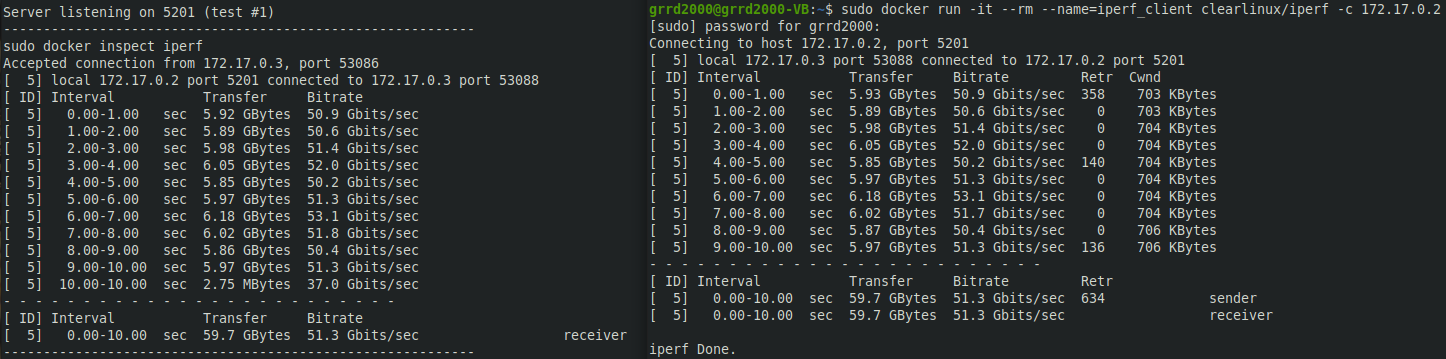 Server listening on 5201 (test #1)
-----------------------------------------------------------
sudo docker inspect iperf
Accepted connection from 172.17.0.3, port 53086
[  5] local 172.17.0.2 port 5201 connected to 172.17.0.3 port 53088
[ ID] Interval           Transfer     Bitrate
[  5]   0.00-1.00   sec  5.92 GBytes  50.9 Gbits/sec
[  5]   1.00-2.00   sec  5.89 GBytes  50.6 Gbits/sec
[  5]   2.00-3.00   sec  5.98 GBytes  51.4 Gbits/sec
[  5]   3.00-4.00   sec  6.05 GBytes  52.0 Gbits/sec
[  5]   4.00-5.00   sec  5.85 GBytes  50.2 Gbits/sec
[  5]   5.00-6.00   sec  5.97 GBytes  51.3 Gbits/sec
[  5]   6.00-7.00   sec  6.18 GBytes  53.1 Gbits/sec
[  5]   7.00-8.00   sec  6.02 GBytes  51.8 Gbits/sec
[  5]   8.00-9.00   sec  5.86 GBytes  50.4 Gbits/sec
[  5]   9.00-10.00  sec  5.97 GBytes  51.3 Gbits/sec
[  5]  10.00-10.00  sec  2.75 MBytes  37.0 Gbits/sec
- - - - - - - - - - - - - - - - - - - - - - - - -
[ ID] Interval           Transfer     Bitrate
[  5]   0.00-10.00  sec  59.7 GBytes  51.3 Gbits/sec                  receiver
-----------------------------------------------------------
grrd2000@grrd2000-VB:~$ sudo docker run -it --rm --name=iperf_client clearlinux/iperf -c 172.17.0.2
[sudo] password for grrd2000:
Connecting to host 172.17.0.2, port 5201
[  5] local 172.17.0.3 port 53088 connected to 172.17.0.2 port 5201
[ ID] Interval           Transfer     Bitrate         Retr  Cwnd
[  5]   0.00-1.00   sec  5.93 GBytes  50.9 Gbits/sec  358    703 KBytes
[  5]   1.00-2.00   sec  5.89 GBytes  50.6 Gbits/sec    0    703 KBytes
[  5]   2.00-3.00   sec  5.98 GBytes  51.4 Gbits/sec    0    704 KBytes
[  5]   3.00-4.00   sec  6.05 GBytes  52.0 Gbits/sec    0    704 KBytes
[  5]   4.00-5.00   sec  5.85 GBytes  50.2 Gbits/sec  140    704 KBytes
[  5]   5.00-6.00   sec  5.97 GBytes  51.3 Gbits/sec    0    704 KBytes
[  5]   6.00-7.00   sec  6.18 GBytes  53.1 Gbits/sec    0    704 KBytes
[  5]   7.00-8.00   sec  6.02 GBytes  51.7 Gbits/sec    0    704 KBytes
[  5]   8.00-9.00   sec  5.87 GBytes  50.4 Gbits/sec    0    706 KBytes
[  5]   9.00-10.00  sec  5.97 GBytes  51.3 Gbits/sec  136    706 KBytes
- - - - - - - - - - - - - - - - - - - - - - - - -
[ ID] Interval           Transfer     Bitrate         Retr
[  5]   0.00-10.00  sec  59.7 GBytes  51.3 Gbits/sec  634             sender
[  5]   0.00-10.00  sec  59.7 GBytes  51.3 Gbits/sec                  receiver
iperf Done.